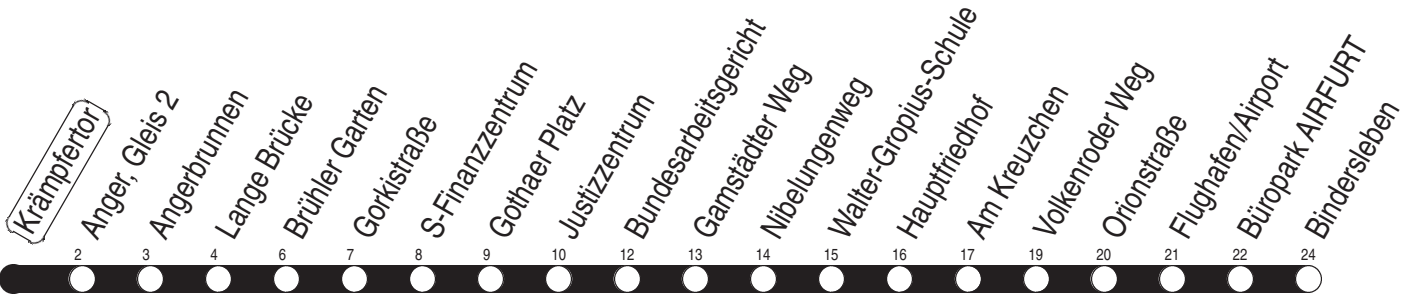 Krämpfertor
Anger, Gleis 2
Angerbrunnen
Lange Brücke
Brühler Garten
Gorkistraße
S-Finanzzentrum
Gothaer Platz
Justizzentrum
Bundesarbeitsgericht
Gamstädter Weg
Nibelungenweg
Walter-Gropius-Schule
Hauptfriedhof
Am Kreuzchen
Volkenroder Weg
Orionstraße
Flughafen/Airport
Büropark AIRFURT
Bindersleben
2 3 4 6 7 8 9 10 12 13 14 15 16 17 19 20 21 22 24